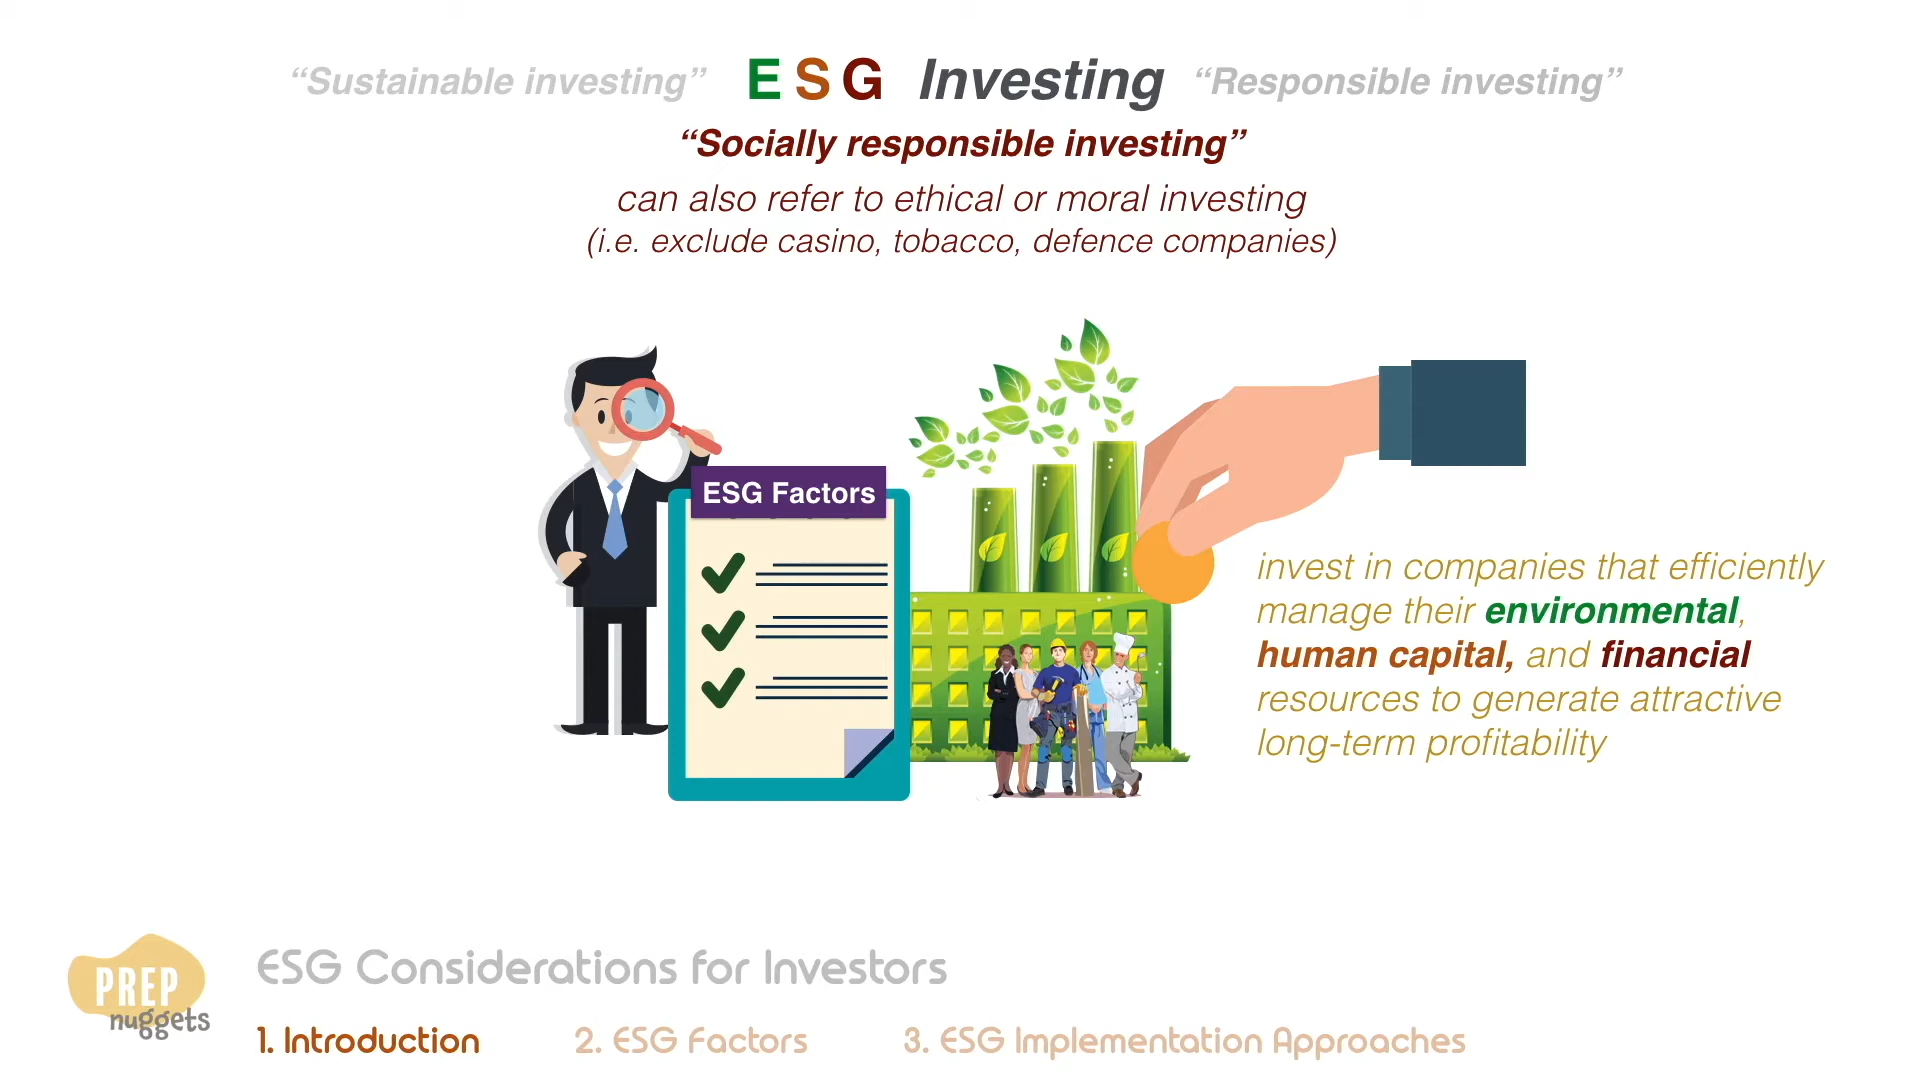 “Sustainable investing” ESG Investing “Responsible investing”
“Socially responsible investing”
can also refer to ethical or moral investing
(i.e. exclude casino, tobacco, defence companies)
ESG Factors
invest in companies that efficiently
manage their environmental,
human capital, and financial
resources to generate attractive
long-term profitability
PREP
nuggets
ESG Considerations for Investors
1. Introduction 2. ESG Factors 3. ESG Implementation Approaches